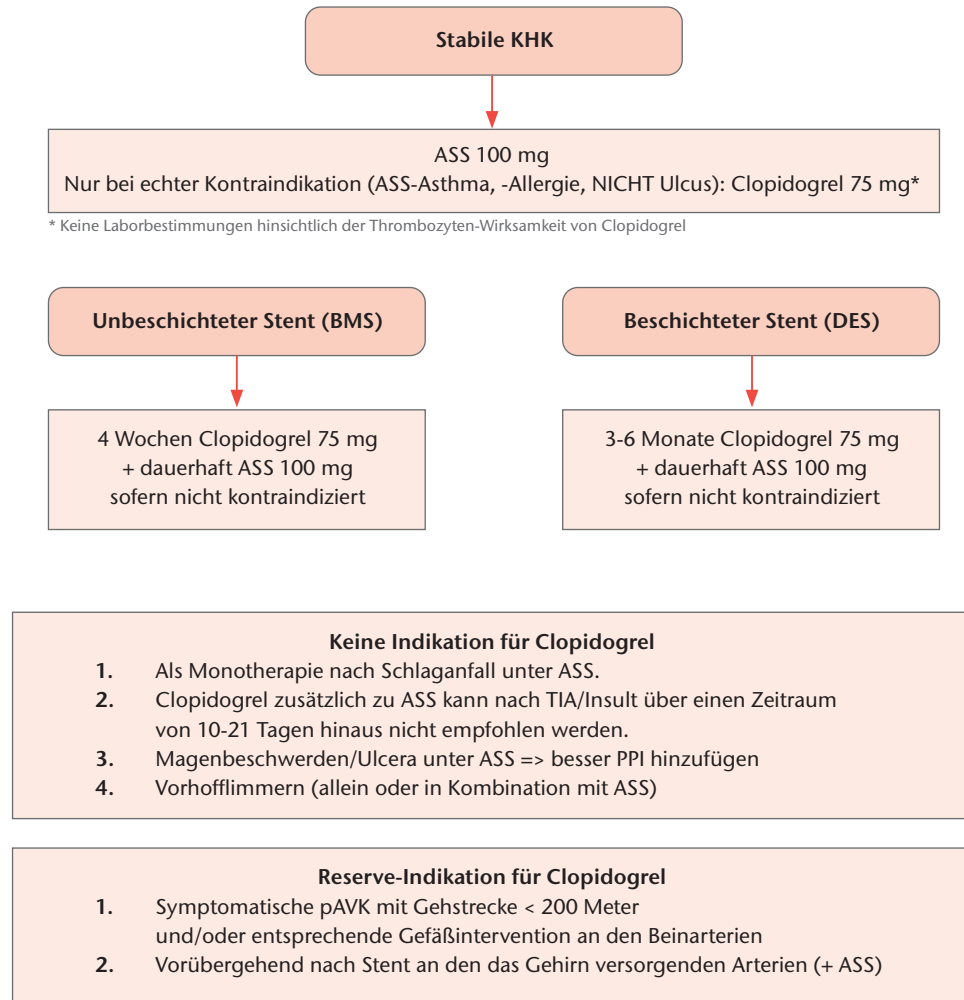 Stabile KHK
ASS 100 mg
Nur bei echter Kontraindikation (ASS-Asthma, -Allergie, NICHT Ulcus): Clopidogrel 75 mg*
* Keine Laborbestimmungen hinsichtlich der Thrombozyten-Wirksamkeit von Clopidogrel
Unbeschichteter Stent (BMS)
4 Wochen Clopidogrel 75 mg
+ dauerhaft ASS 100 mg
sofern nicht kontraindiziert
Beschichteter Stent (DES)
3-6 Monate Clopidogrel 75 mg
+ dauerhaft ASS 100 mg
sofern nicht kontraindiziert
Keine Indikation für Clopidogrel
1. Als Monotherapie nach Schlaganfall unter ASS.
2. Clopidogrel zusätzlich zu ASS kann nach TIA/Insult über einen Zeitraum
von 10-21 Tagen hinaus nicht empfohlen werden.
3. Magenbeschwerden/Ulcera unter ASS => besser PPI hinzufügen
4. Vorhofflimmern (allein oder in Kombination mit ASS)
Reserve-Indikation für Clopidogrel
1. Symptomatische pAVK mit Gehstrecke < 200 Meter
und/oder entsprechende Gefäßintervention an den Beinarterien
2. Vorübergehend nach Stent an den das Gehirn versorgenden Arterien (+ ASS)